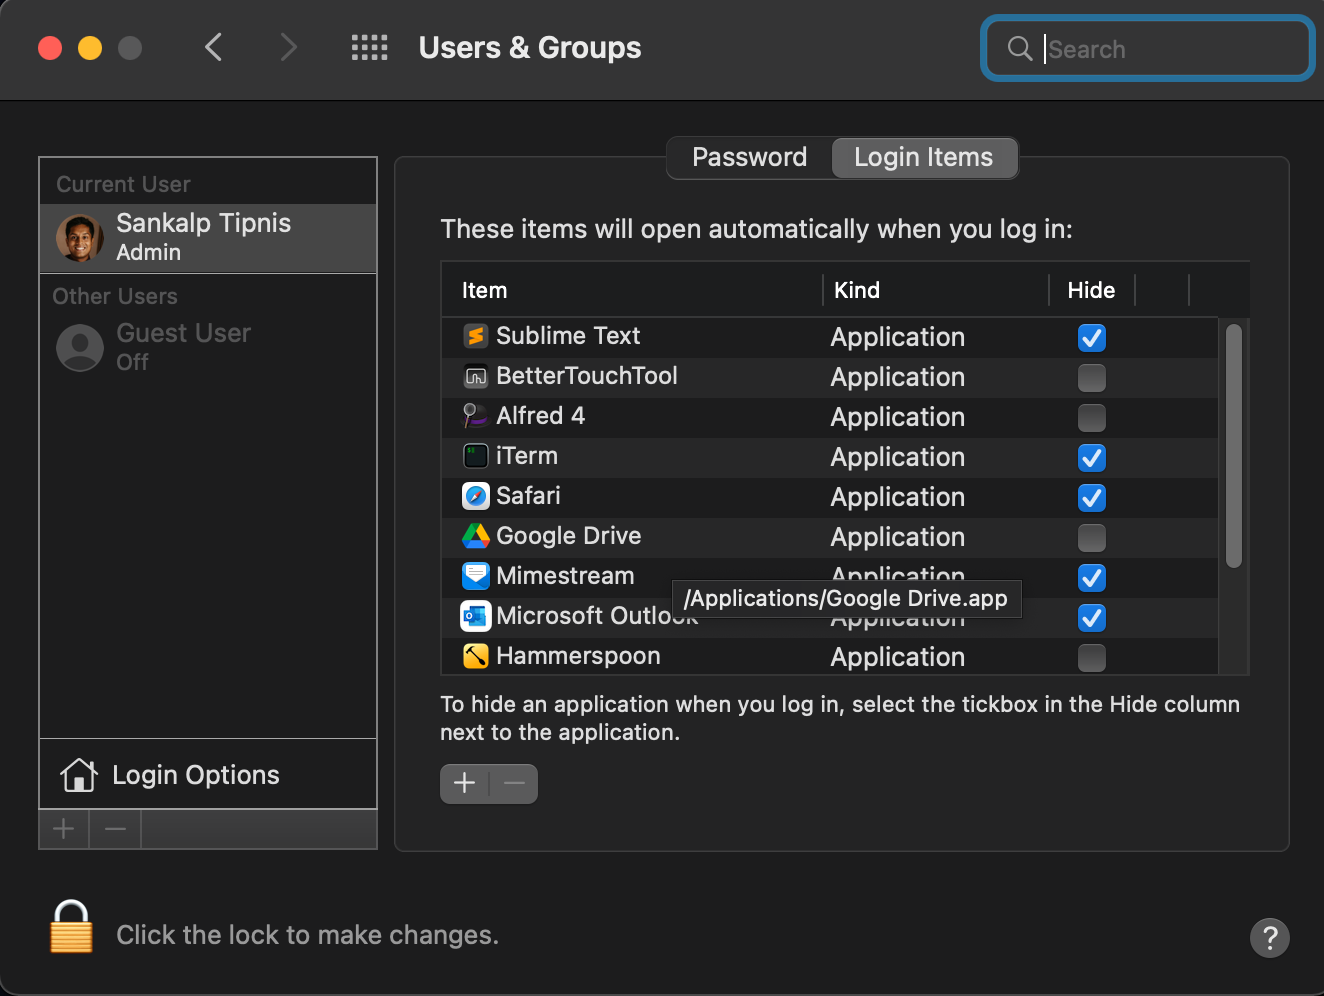 Users & Groups
Search
Password
Login Items
Current User
Sankalp Tipnis
Admin
Other Users
Guest User
Off
Login Options
These items will open automatically when you log in:
Item Kind Hide
Sublime Text Application
BetterTouchTool Application
Alfred 4 Application
iTerm Application
Safari Application
Google Drive Application
Mimestream Application
/Applications/Google Drive.app
Microsoft Outlook Application
Hammerspoon Application
To hide an application when you log in, select the tickbox in the Hide column
next to the application.
Click the lock to make changes.
?